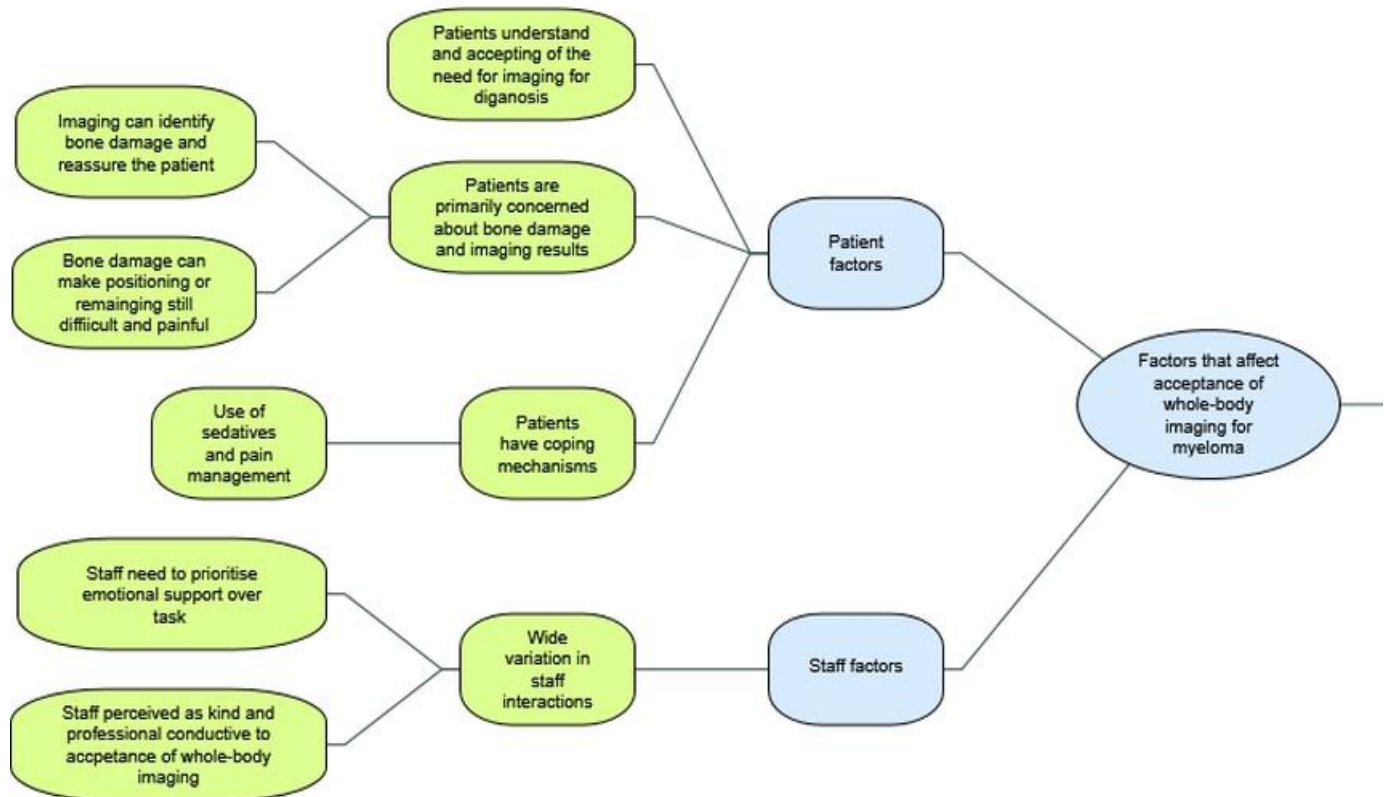 Patients understand
and accepting of the
need for imaging for
diganosis
Imaging can identify
bone damage and
reassure the patient
Patients are
primarily concerned
about bone damage
and imaging results
Bone damage can
make positioning or
remainging still
diffiicult and painful
Patient
factors
Factors that affect
acceptance of
whole-body
imaging for
myeloma
Use of
sedatives
and pain
management
Patients
have coping
mechanisms
Staff need to prioritise
emotional support over
task
Wide
variation in
staff
interactions
Staff factors
Staff perceived as kind and
professional conductive to
accpetance of whole-body
imaging